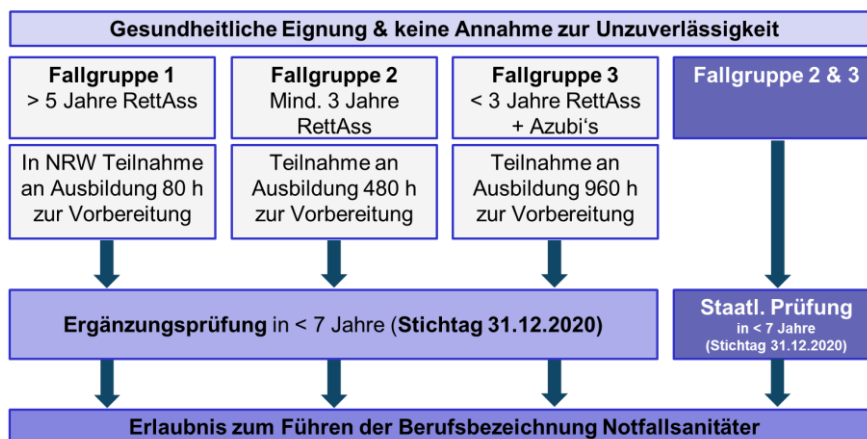 Gesundheitliche Eignung & keine Annahme zur Unzuverlässigkeit
Fallgruppe 1
> 5 Jahre RettAss
Fallgruppe 2
Mind. 3 Jahre
RettAss
Fallgruppe 3
< 3 Jahre RettAss
+ Azubi‘s
Fallgruppe 2 & 3
In NRW Teilnahme
an Ausbildung 80 h
zur Vorbereitung
Teilnahme an
Ausbildung 480 h
zur Vorbereitung
Teilnahme an
Ausbildung 960 h
zur Vorbereitung
Ergänzungsprüfung in < 7 Jahre (Stichtag 31.12.2020)
Staatl. Prüfung
in < 7 Jahre
(Stichtag 31.12.2020)
Erlaubnis zum Führen der Berufsbezeichnung Notfallsanitäter